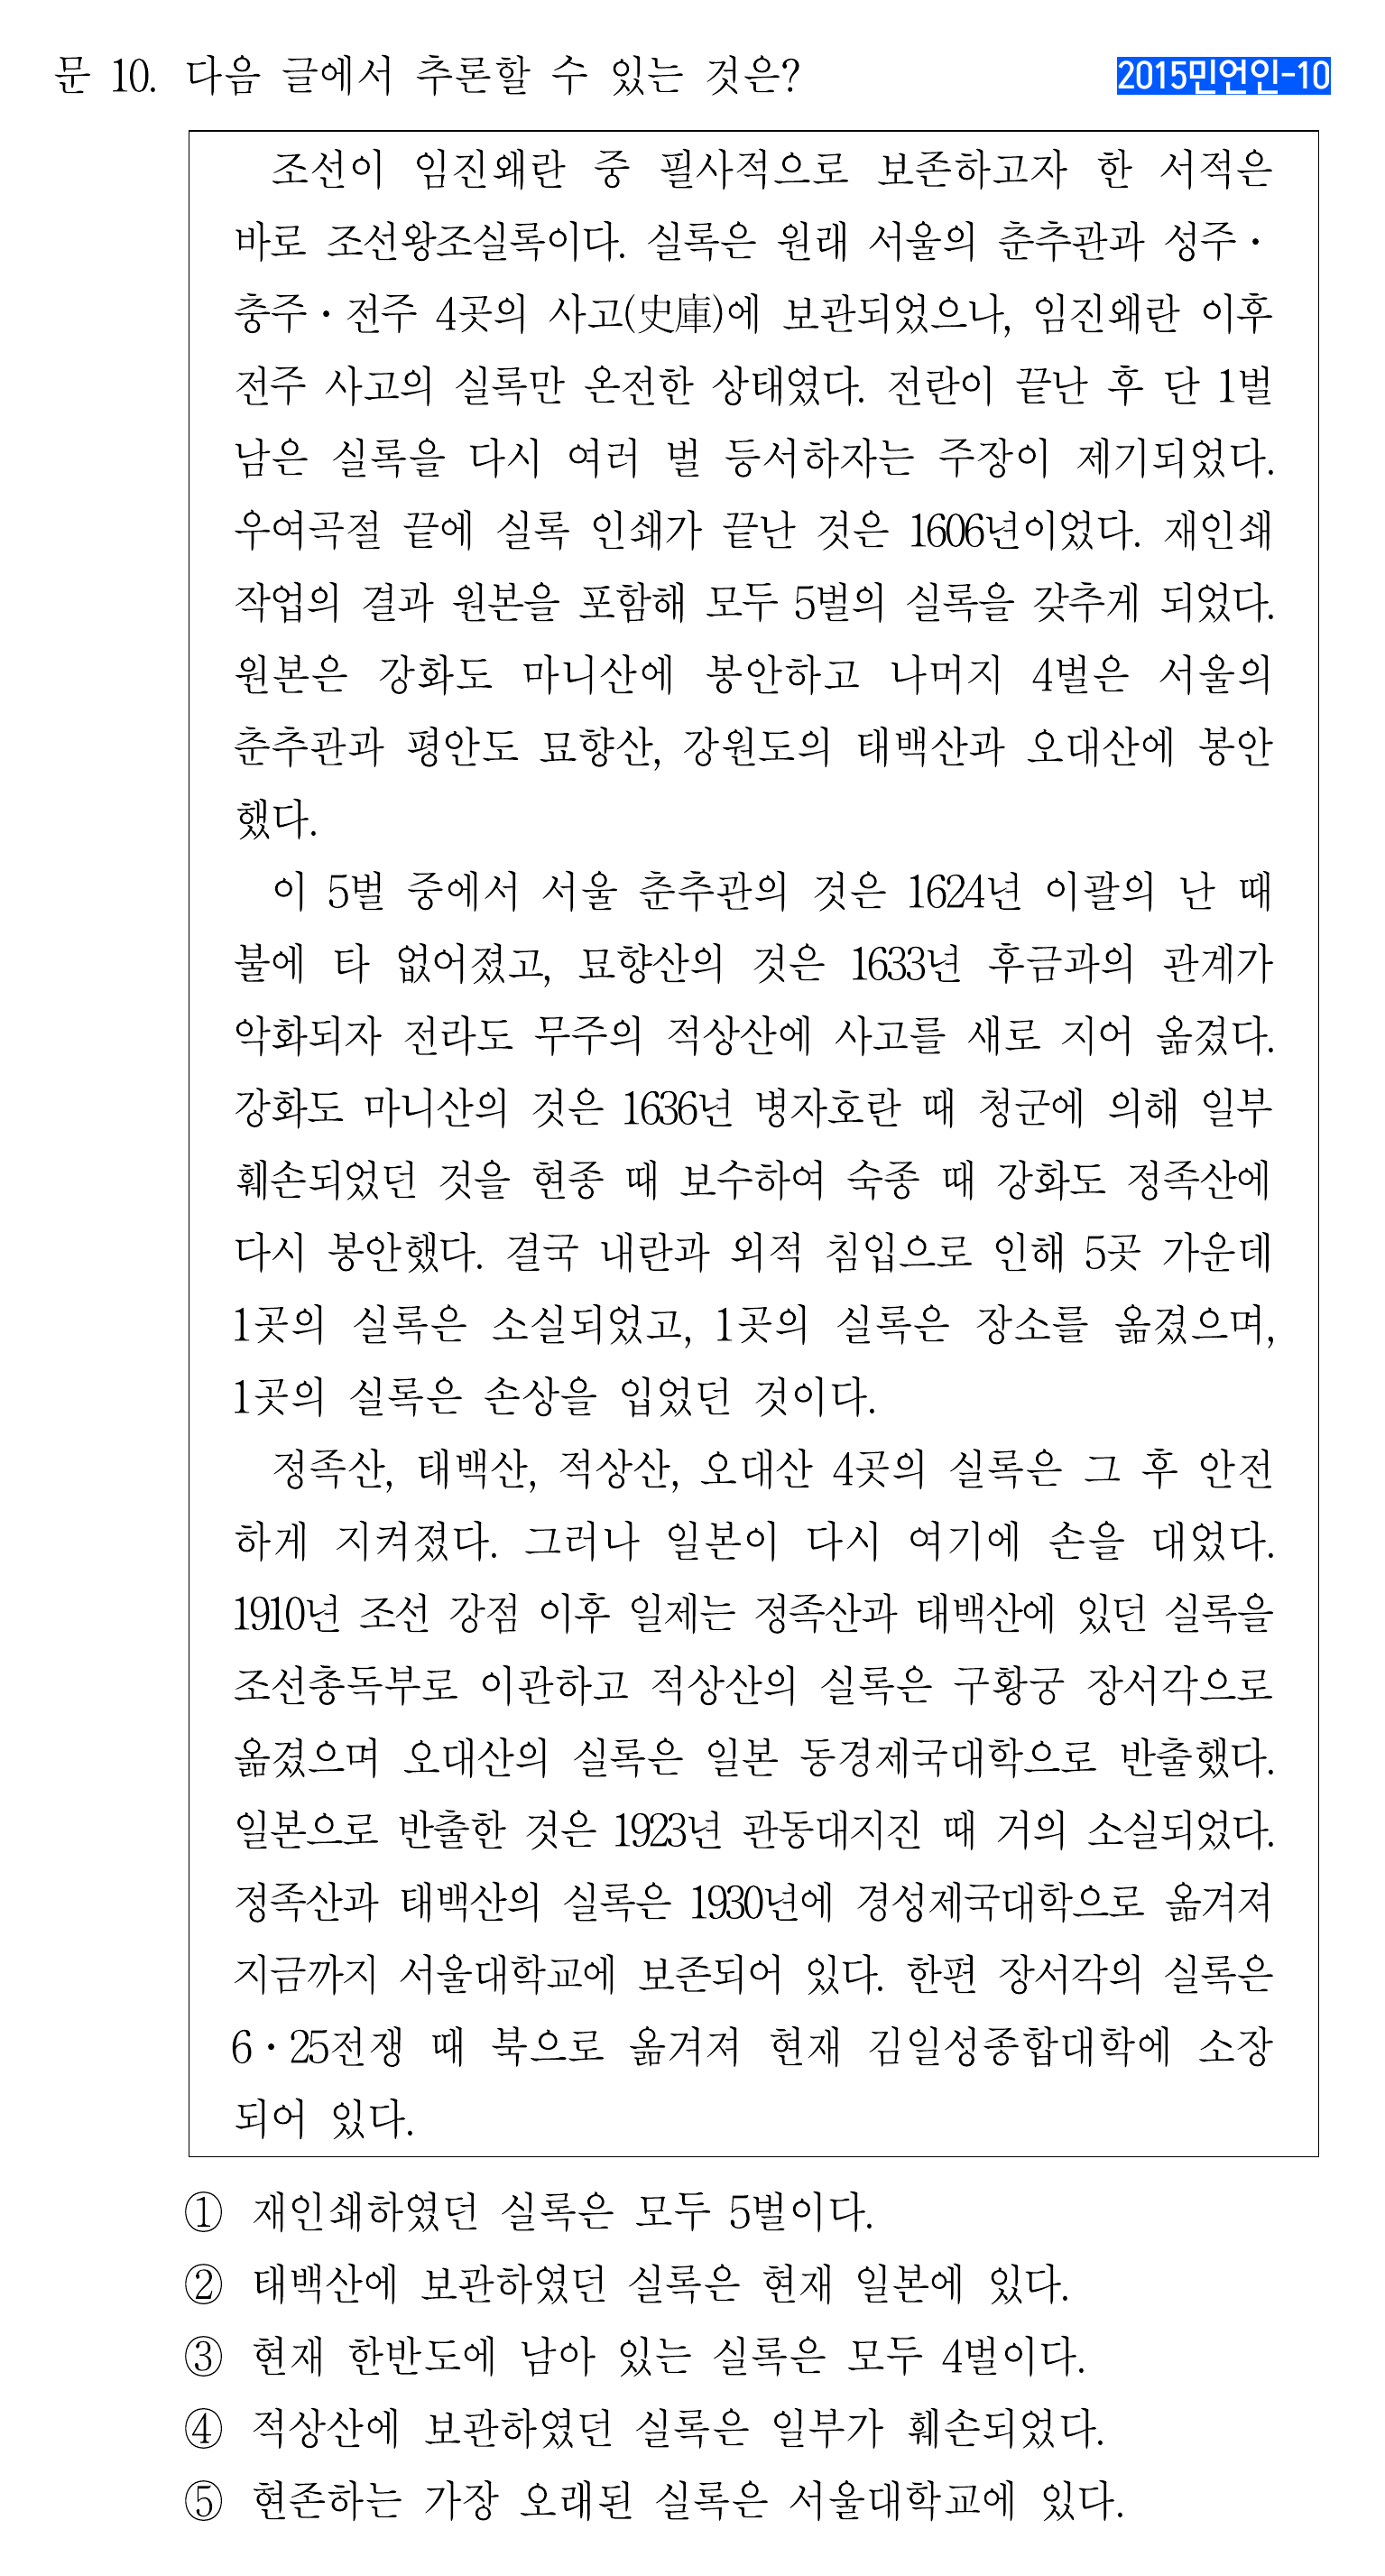 문 10. 다음 글에서 추론할 수 있는 것은?
2015민언인-10
조선이 임진왜란 중 필사적으로 보존하고자 한 서적은
바로 조선왕조실록이다. 실록은 원래 서울의 춘추관과 성주·
충주·전주 4곳의 사고(史庫)에 보관되었으나, 임진왜란 이후
전주 사고의 실록만 온전한 상태였다. 전란이 끝난 후 단 1벌
남은 실록을 다시 여러 벌 등서하자는 주장이 제기되었다.
우여곡절 끝에 실록 인쇄가 끝난 것은 1606년이었다. 재인쇄
작업의 결과 원본을 포함해 모두 5벌의 실록을 갖추게 되었다.
원본은 강화도 마니산에 봉안하고 나머지 4벌은 서울의
춘추관과 평안도 묘향산, 강원도의 태백산과 오대산에 봉안
했다.
이 5벌 중에서 서울 춘추관의 것은 1624년 이괄의 난 때
불에 타 없어졌고, 묘향산의 것은 1633년 후금과의 관계가
악화되자 전라도 무주의 적상산에 사고를 새로 지어 옮겼다.
강화도 마니산의 것은 1636년 병자호란 때 청군에 의해 일부
훼손되었던 것을 현종 때 보수하여 숙종 때 강화도 정족산에
다시 봉안했다. 결국 내란과 외적 침입으로 인해 5곳 가운데
1곳의 실록은 소실되었고, 1곳의 실록은 장소를 옮겼으며,
1곳의 실록은 손상을 입었던 것이다.
정족산, 태백산, 적상산, 오대산 4곳의 실록은 그 후 안전
하게 지켜졌다. 그러나 일본이 다시 여기에 손을 대었다.
1910년 조선 강점 이후 일제는 정족산과 태백산에 있던 실록을
조선총독부로 이관하고 적상산의 실록은 구황궁 장서각으로
옮겼으며 오대산의 실록은 일본 동경제국대학으로 반출했다.
일본으로 반출한 것은 1923년 관동대지진 때 거의 소실되었다.
정족산과 태백산의 실록은 1930년에 경성제국대학으로 옮겨져
지금까지 서울대학교에 보존되어 있다. 한편 장서각의 실록은
6·25전쟁 때 북으로 옮겨져 현재 김일성종합대학에 소장
되어 있다.
① 재인쇄하였던 실록은 모두 5벌이다.
② 태백산에 보관하였던 실록은 현재 일본에 있다.
③ 현재 한반도에 남아 있는 실록은 모두 4벌이다.
④ 적상산에 보관하였던 실록은 일부가 훼손되었다.
⑤ 현존하는 가장 오래된 실록은 서울대학교에 있다.